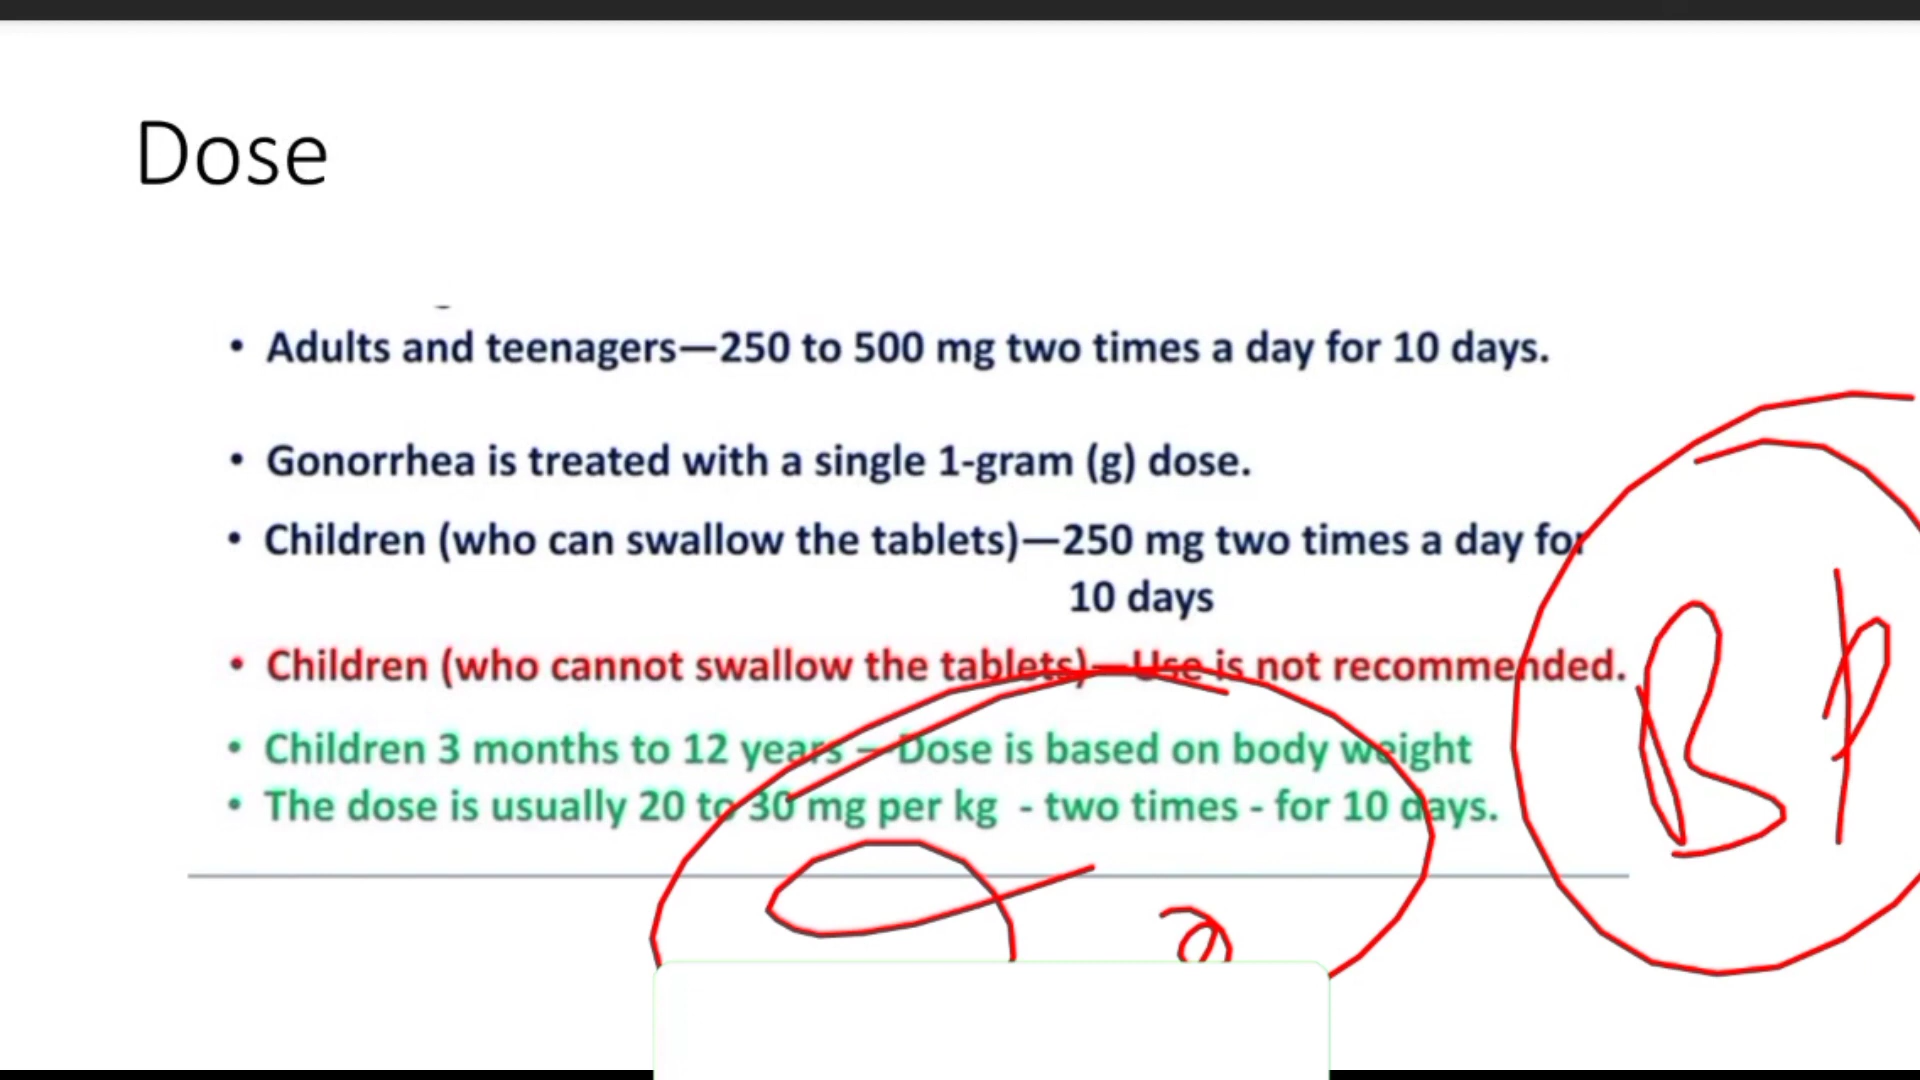 Dose
• Adults and teenagers—250 to 500 mg two times a day for 10 days.
• Gonorrhea is treated with a single 1-gram (g) dose.
• Children (who can swallow the tablets)—250 mg two times a day for
10 days
• Children (who cannot swallow the tablets)—Use is not recommended.
• Children 3 months to 12 years – Dose is based on body weight
• The dose is usually 20 to 30 mg per kg - two times - for 10 days.